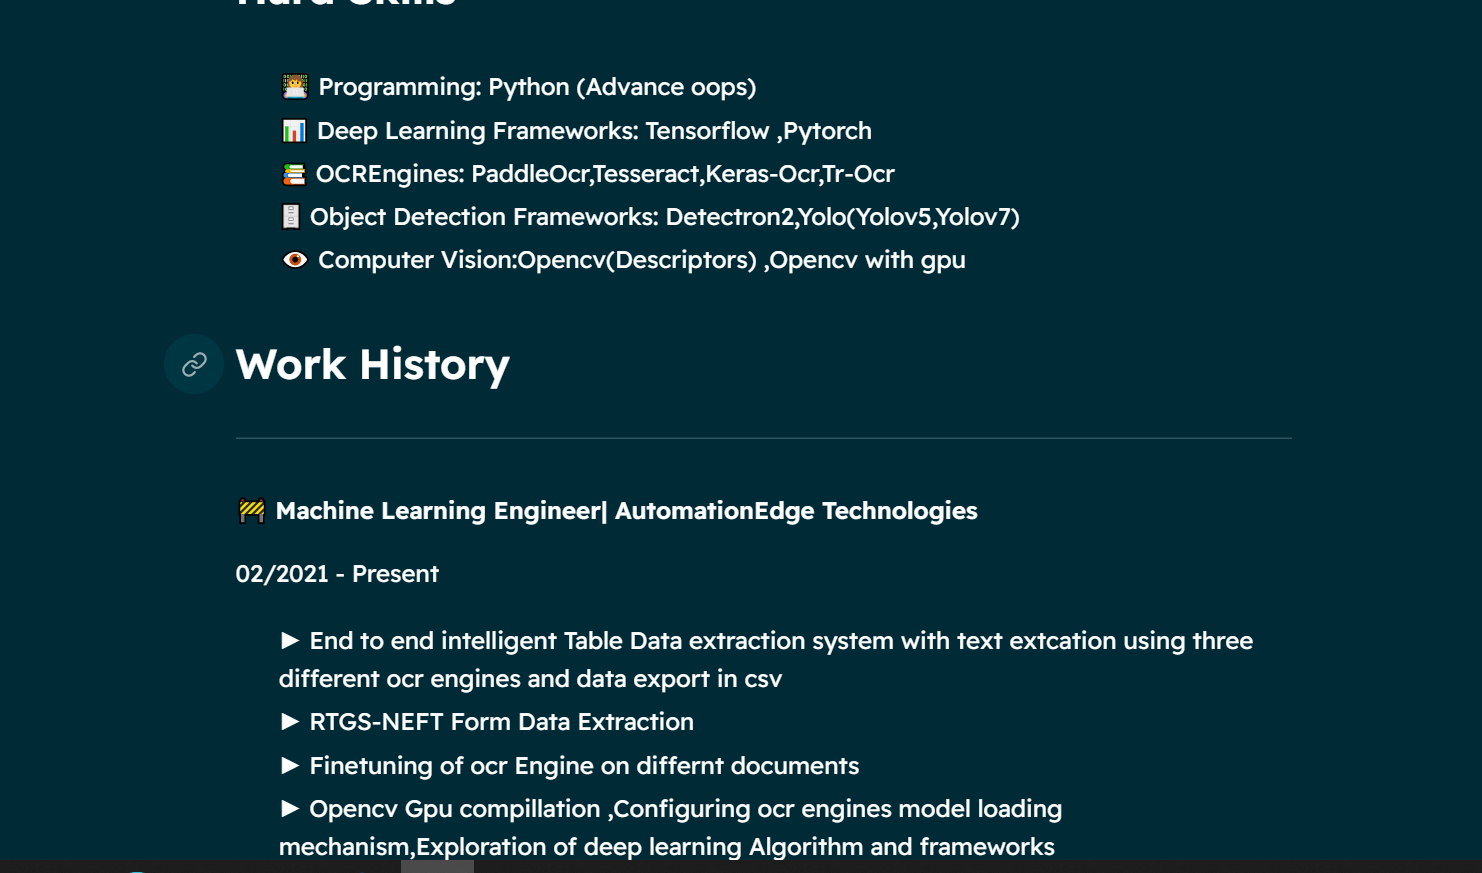 Hard Skills
Programming: Python (Advance oops)
Deep Learning Frameworks: Tensorflow ,Pytorch
OCREngines: PaddleOcr,Tesseract,Keras-Ocr,Tr-Ocr
Object Detection Frameworks: Detectron2,Yolo(Yolov5,Yolov7)
Computer Vision:Opencv(Descriptors) ,Opencv with gpu
Work History
Machine Learning Engineer| AutomationEdge Technologies
02/2021 - Present
► End to end intelligent Table Data extraction system with text extcation using three
different ocr engines and data export in csv
► RTGS-NEFT Form Data Extraction
► Finetuning of ocr Engine on differnt documents
► Opencv Gpu compillation ,Configuring ocr engines model loading
mechanism,Exploration of deep learning Algorithm and frameworks